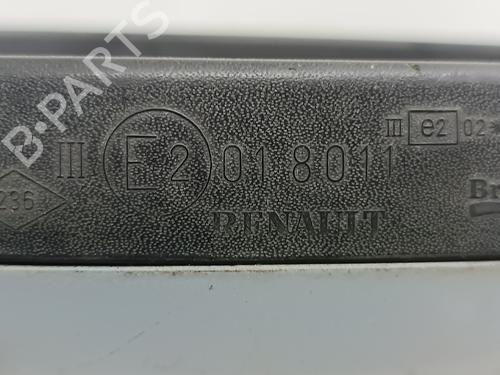 B-PARTS
III e2 02
236 III E2 018011
RENAULT